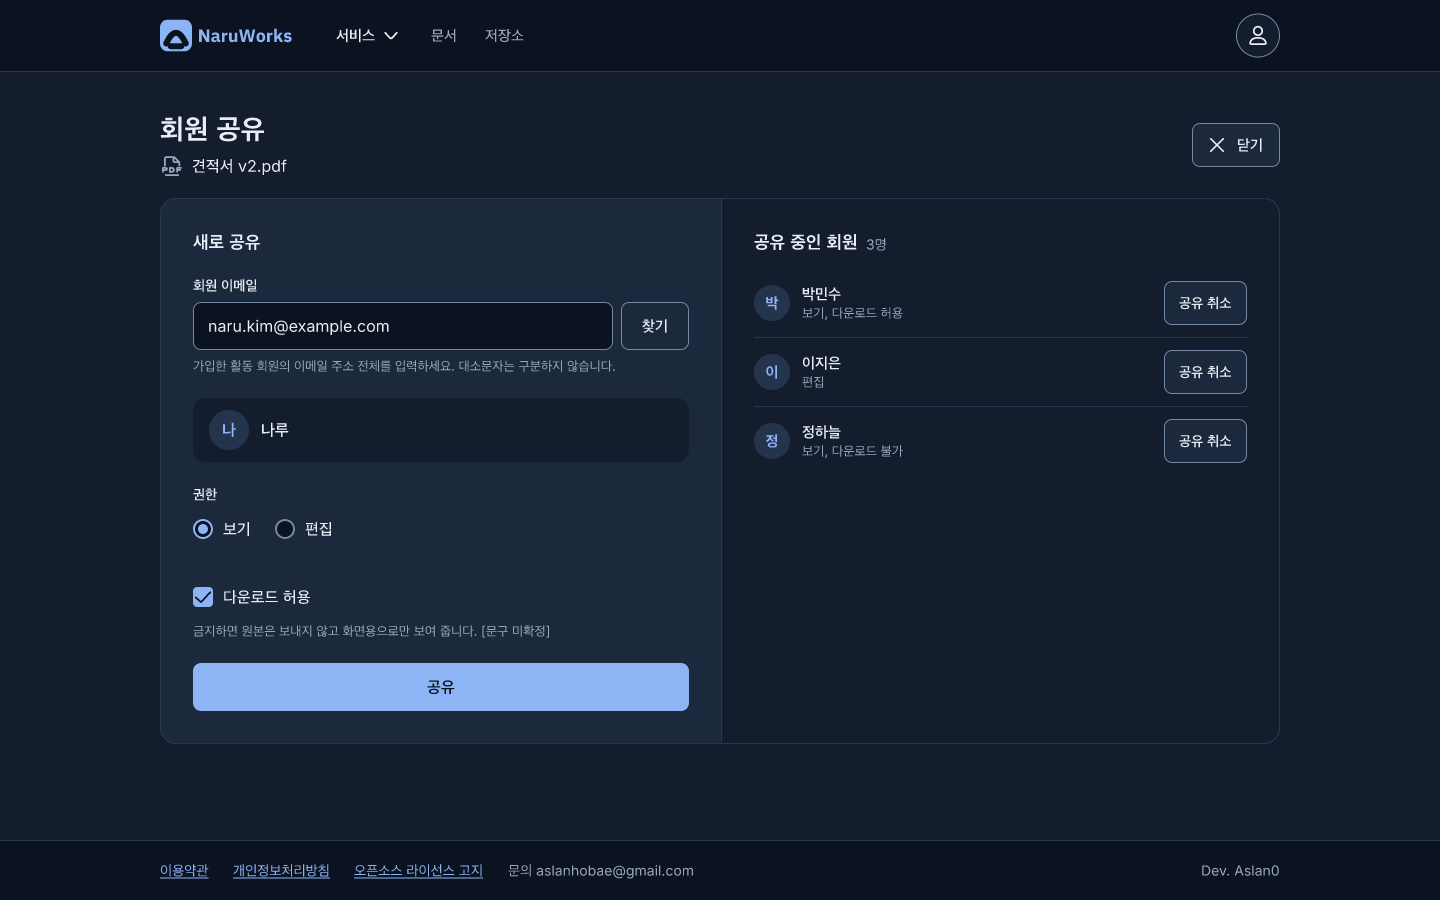 NaruWorks
서비스
문서
저장소
회원 공유
PDF
견적서 v2.pdf
닫기
새로 공유
회원 이메일
naru.kim@example.com
찾기
가입한 활동 회원의 이메일 주소 전체를 입력하세요. 대소문자는 구분하지 않습니다.
나
나루
권한
보기
편집
다운로드 허용
금지하면 원본은 보내지 않고 화면용으로만 보여 줍니다. [문구 미확정]
공유
공유 중인 회원 3명
박
박민수
보기, 다운로드 허용
공유 취소
이
이지은
편집
공유 취소
정
정하늘
보기, 다운로드 불가
공유 취소
이용약관
개인정보처리방침
오픈소스 라이선스 고지
문의 aslanhobae@gmail.com
Dev. Aslan0